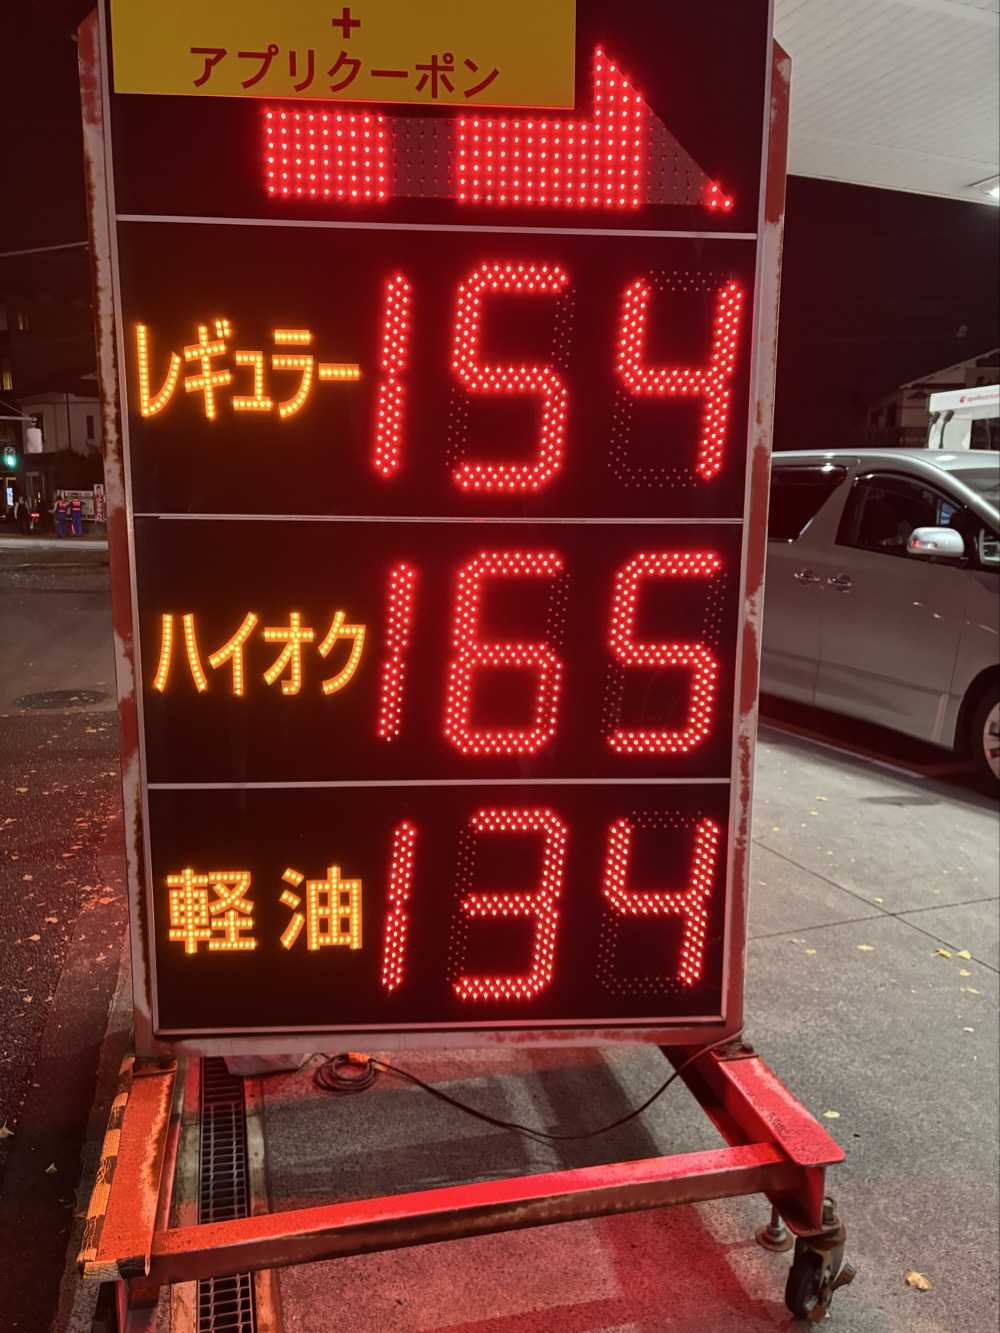 +
アプリクーポン
レギュラー 154
ハイオク 165
軽油 134